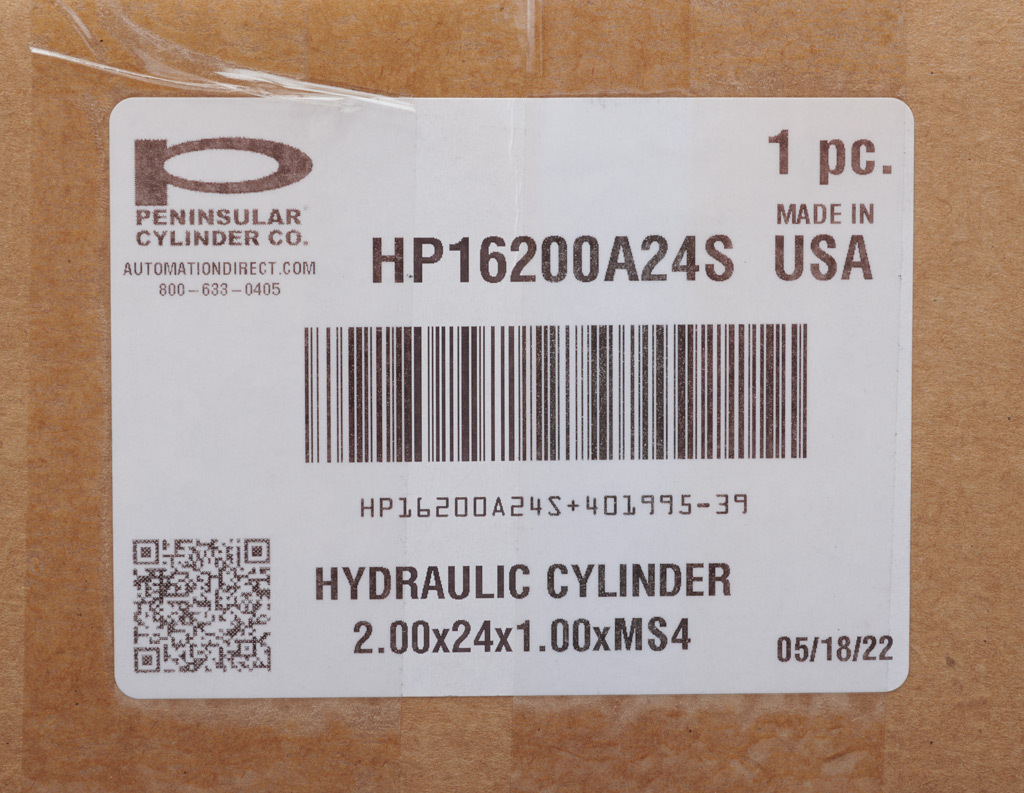 1 pc.
PENINSULAR
CYLINDER CO.
MADE IN
USA
HP16200A24S
AUTOMATIONDIRECT.COM
800-633-0405
HP16200A24S+401995-39
HYDRAULIC CYLINDER
2.00x24x1.00xMS4
05/18/22